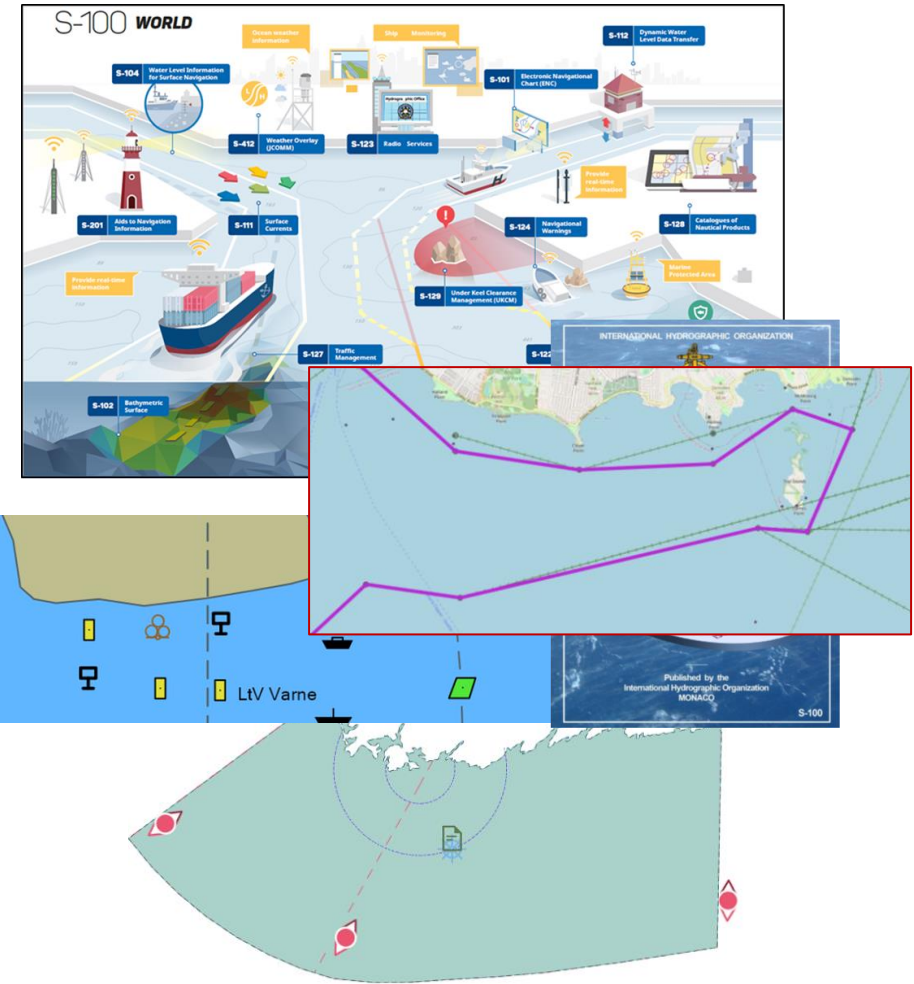 S-100 WORLD
Ocean weather
information
Ship Monitoring
S-112 Dynamic Water
Level Data Transfer
S-104 Water Level Information
for Surface Navigation
S-101 Electronic Navigational
Chart (ENC)
S-412 Weather Overlay
(JCOMM)
S-123 Radio Services
Provide
real-time
information
S-201 Aids to Navigation
Information
S-111 Surface
Currents
S-124 Navigational
Warnings
S-128 Catalogues of
Nautical Products
Provide real-time
information
S-129 Under Keel Clearance
Management (UKCM)
Marine
Protected Area
S-127 Traffic
Management
S-122
INTERNATIONAL HYDROGRAPHIC ORGANIZATION
S-102 Bathymetric
Surface
LtV Varne
Published by the
International Hydrographic Organization
MONACO
S-100